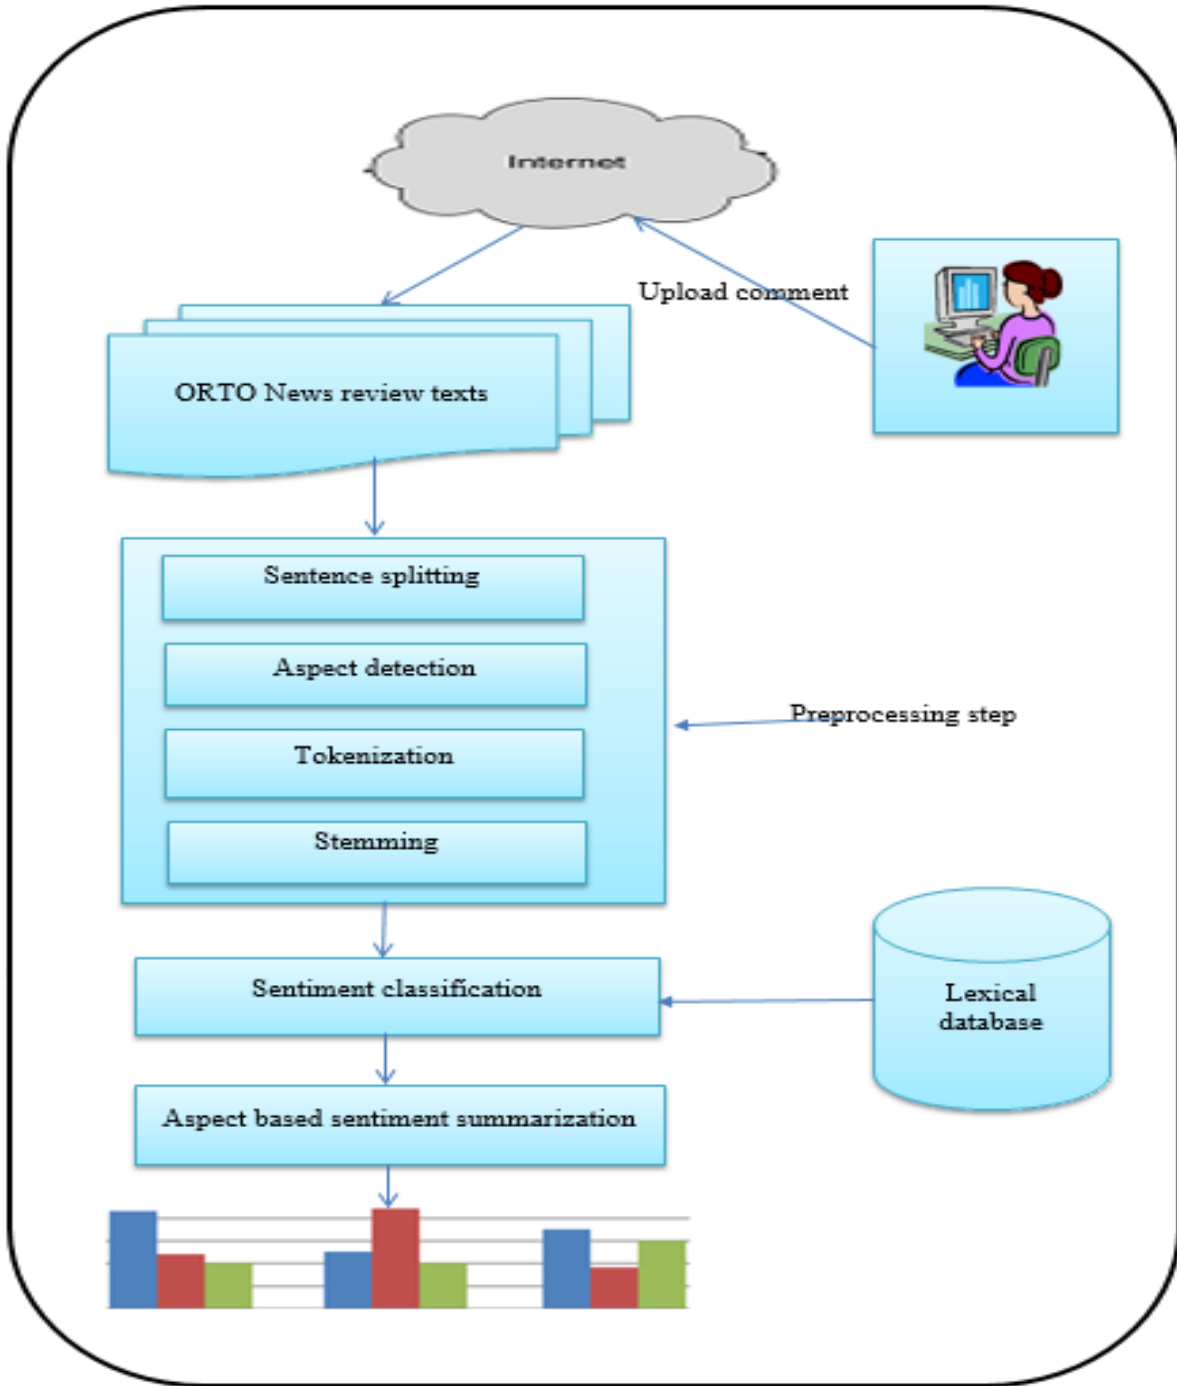 Internet
Upload comment
ORTO News review texts
Sentence splitting
Aspect detection
Preprocessing step
Tokenization
Stemming
Sentiment classification
Lexical
database
Aspect based sentiment summarization